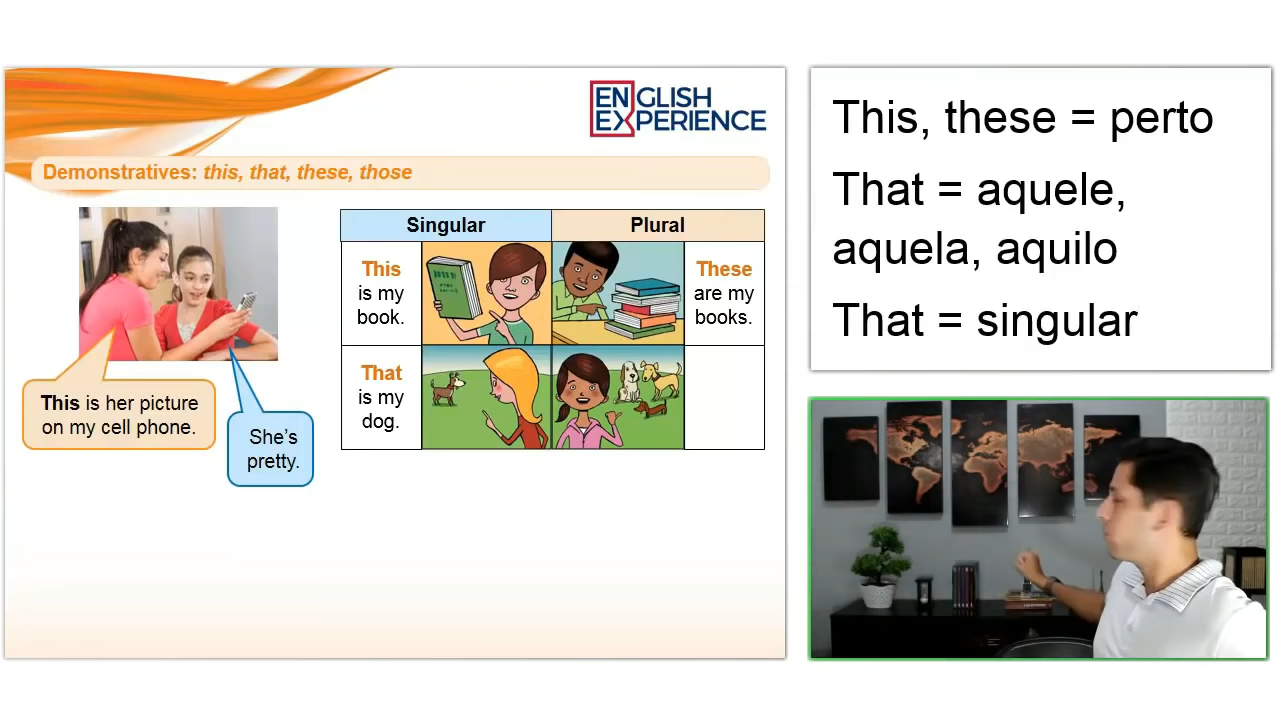 ENGLISH
EXPERIENCE
Demonstratives: this, that, these, those
Singular
Plural
This
is my
book.
These
are my
books.
That
is my
dog.
This is her picture
on my cell phone.
She's
pretty.
This, these = perto
That = aquele,
aquela, aquilo
That = singular